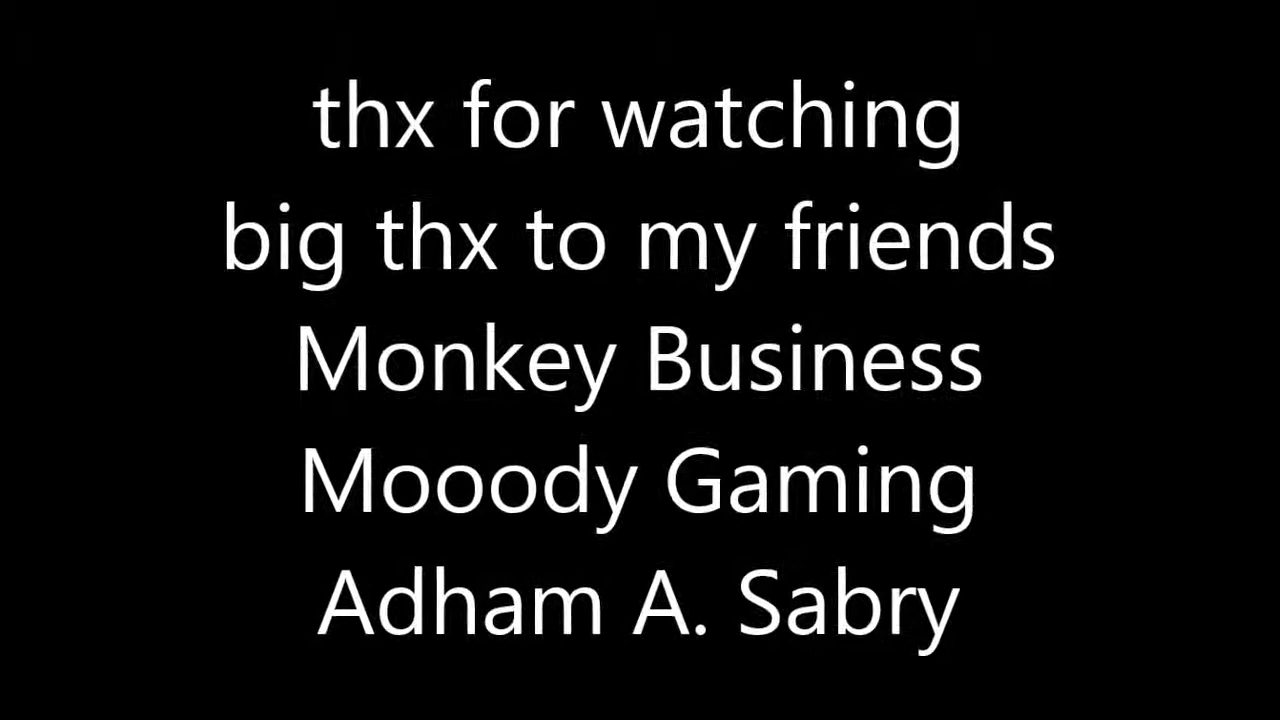 thx for watching
big thx to my friends
Monkey Business
Mooody Gaming
Adham A. Sabry